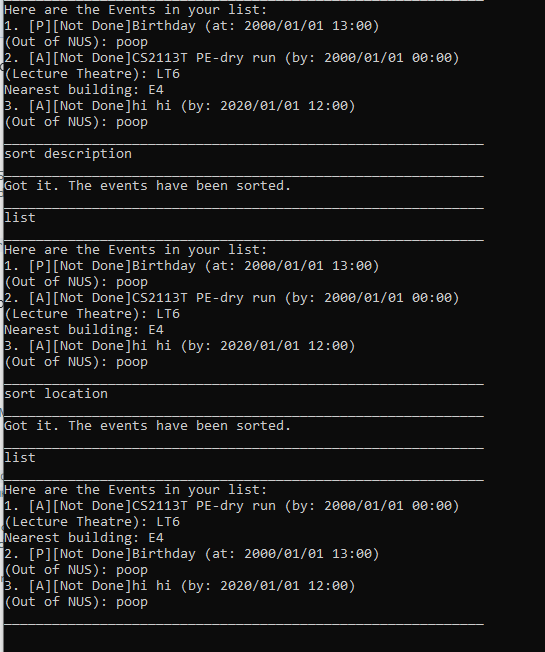 Here are the Events in your list:
1. [P][Not Done]Birthday (at: 2000/01/01 13:00)
(Out of NUS): poop
2. [A][Not Done]CS2113T PE-dry run (by: 2000/01/01 00:00)
(Lecture Theatre): LT6
Nearest building: E4
3. [A][Not Done]hi hi (by: 2020/01/01 12:00)
(Out of NUS): poop
sort description
Got it. The events have been sorted.
list
Here are the Events in your list:
1. [P][Not Done]Birthday (at: 2000/01/01 13:00)
(Out of NUS): poop
2. [A][Not Done]CS2113T PE-dry run (by: 2000/01/01 00:00)
(Lecture Theatre): LT6
Nearest building: E4
3. [A][Not Done]hi hi (by: 2020/01/01 12:00)
(Out of NUS): poop
sort location
Got it. The events have been sorted.
list
Here are the Events in your list:
1. [A][Not Done]CS2113T PE-dry run (by: 2000/01/01 00:00)
(Lecture Theatre): LT6
Nearest building: E4
2. [P][Not Done]Birthday (at: 2000/01/01 13:00)
(Out of NUS): poop
3. [A][Not Done]hi hi (by: 2020/01/01 12:00)
(Out of NUS): poop